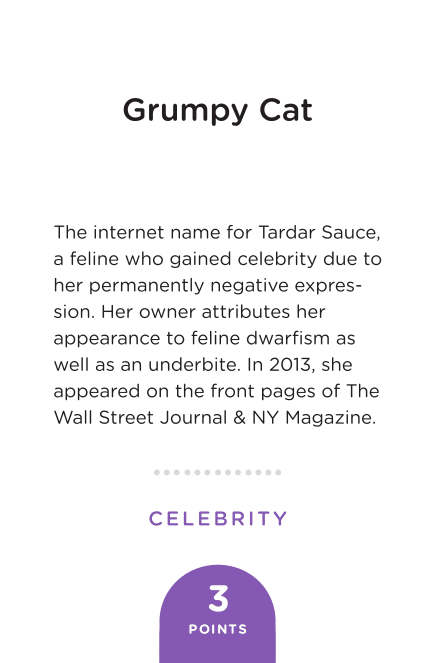 Grumpy Cat
The internet name for Tardar Sauce,
a feline who gained celebrity due to
her permanently negative expres-
sion. Her owner attributes her
appearance to feline dwarfism as
well as an underbite. In 2013, she
appeared on the front pages of The
Wall Street Journal & NY Magazine.
CELEBRITY
3
POINTS